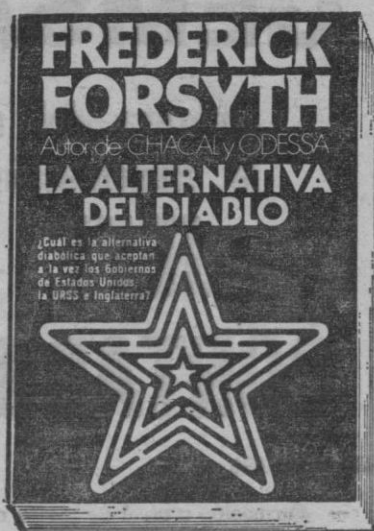 FREDERICK
FORSYTH
Autor de CHACAL y ODESSA
LA ALTERNATIVA
DEL DIABLO
¿Cuál es la alternativa
diabólica que aceptan
a la vez los Gobiernos
de Estados Unidos,
la URSS e Inglaterra?